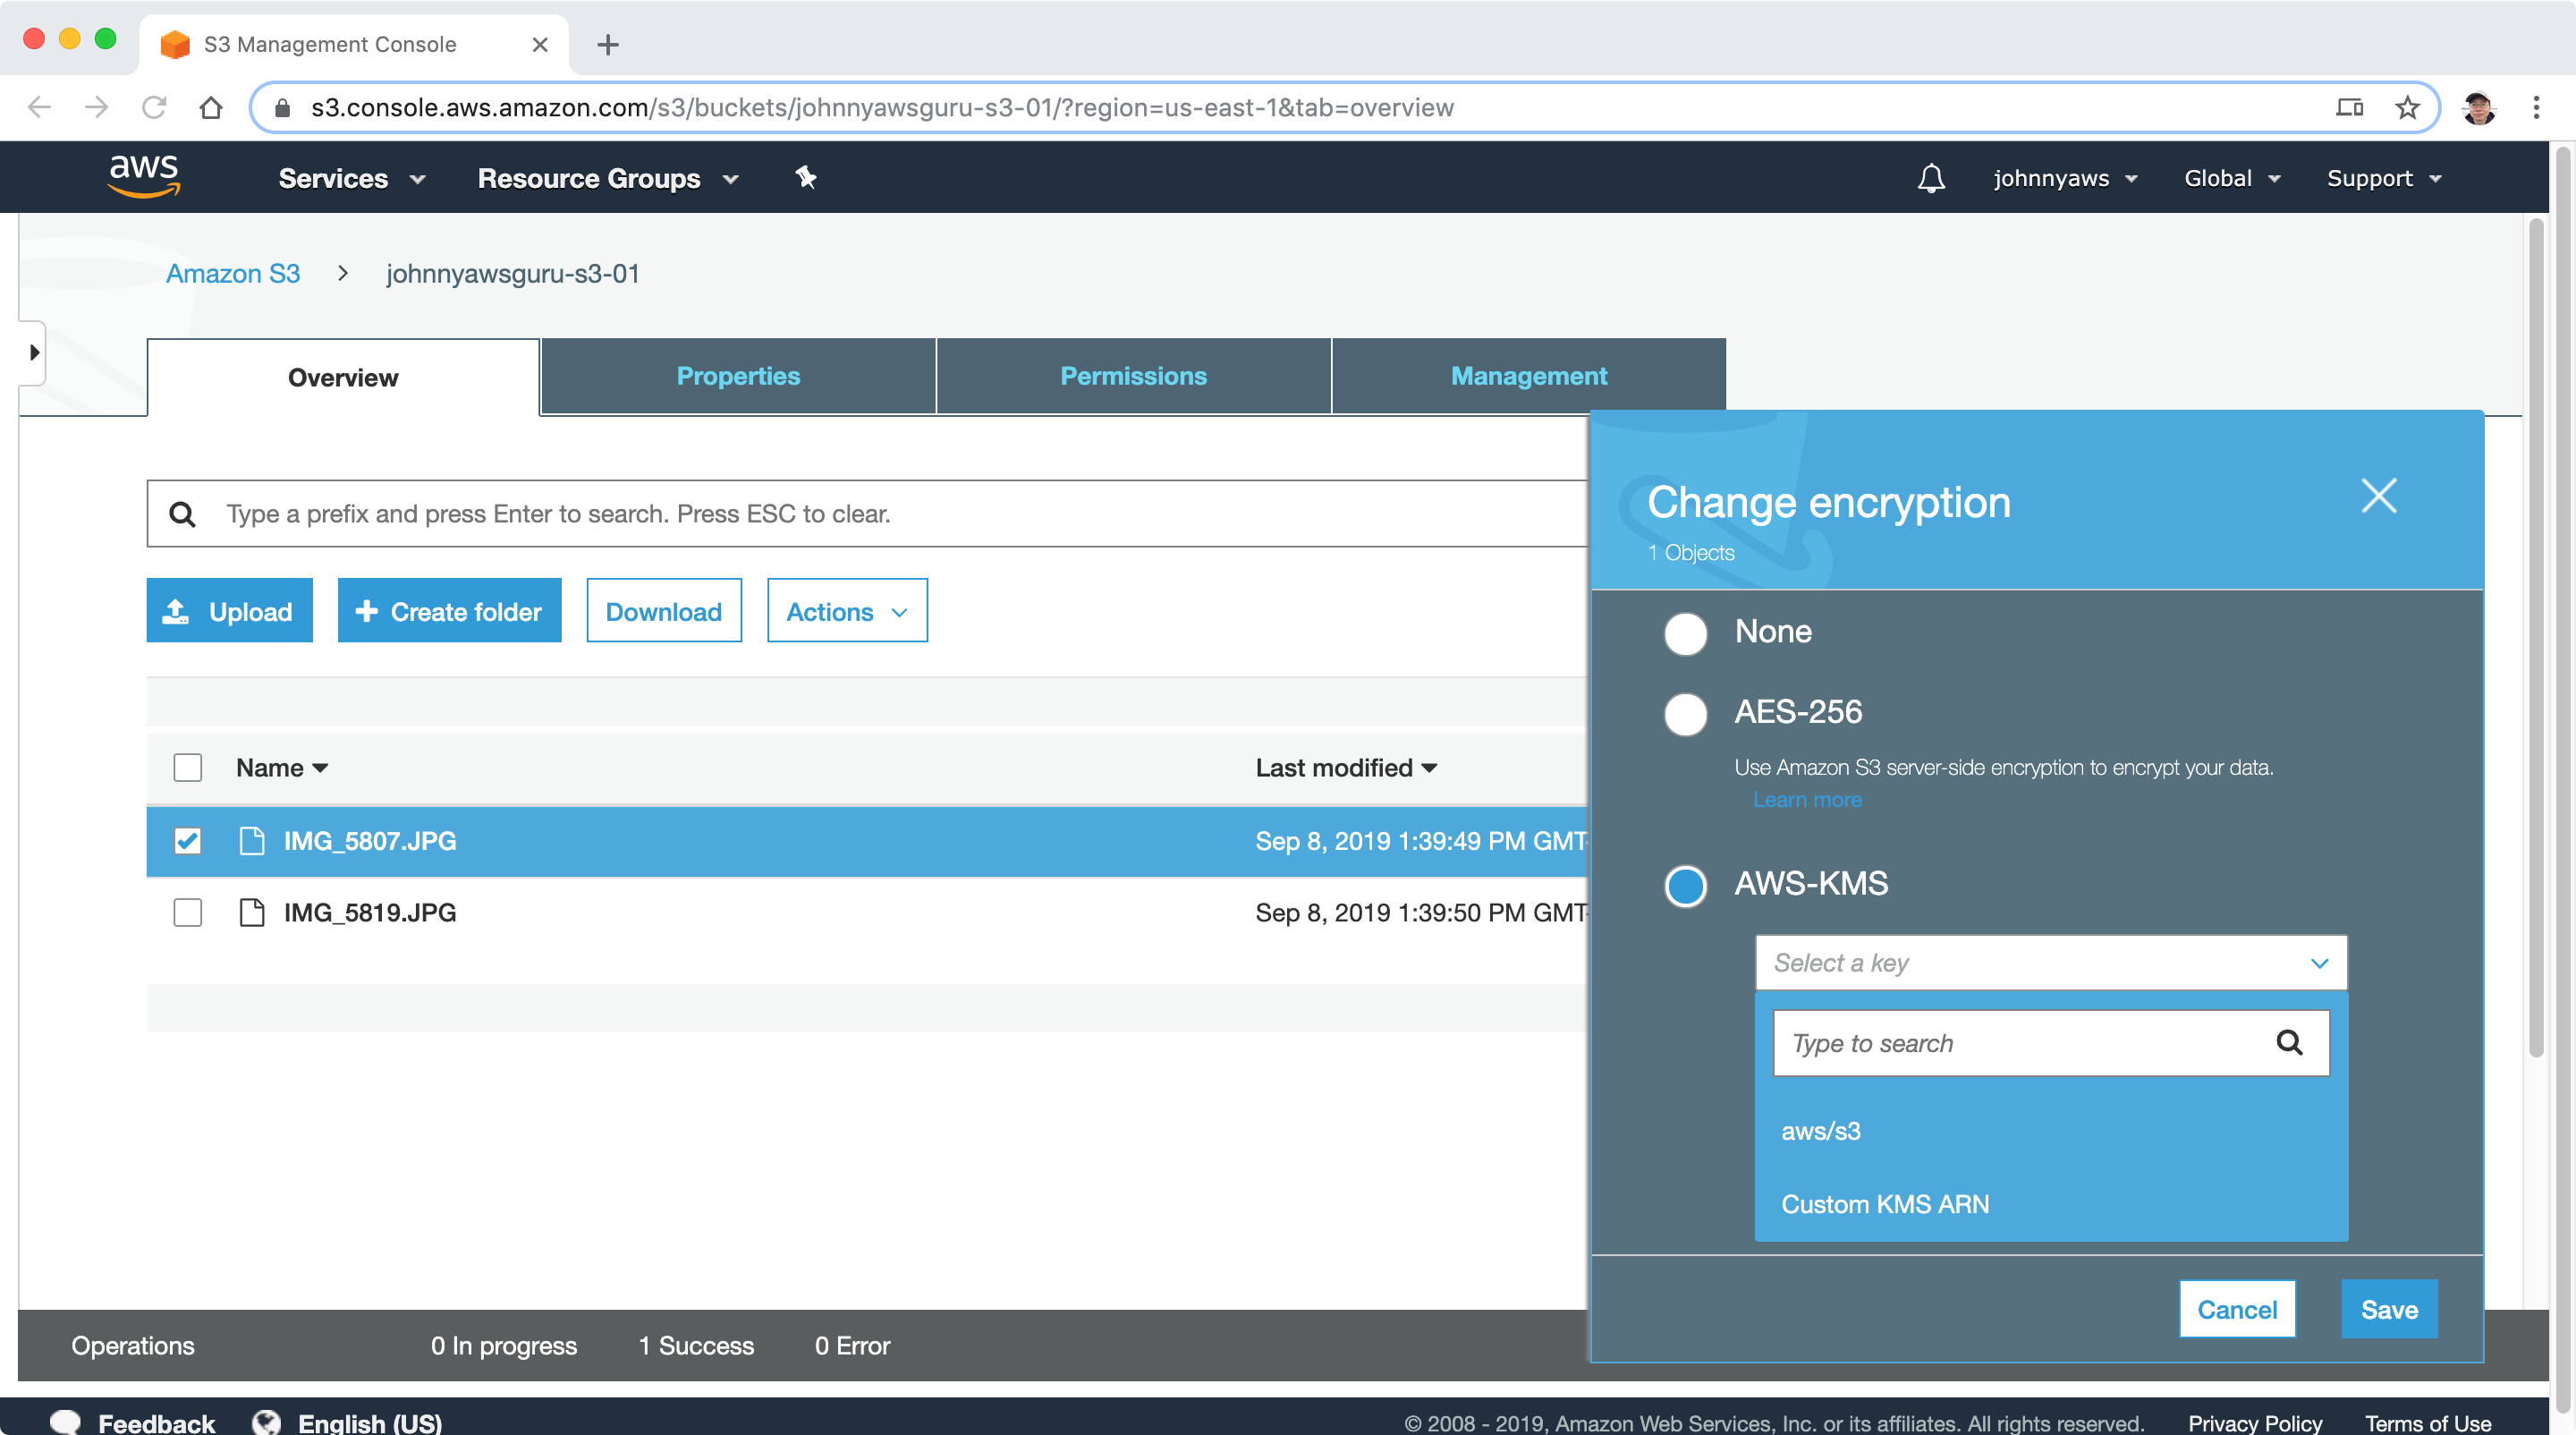 S3 Management Console
s3.console.aws.amazon.com/s3/buckets/johnnyawsguru-s3-01/?region=us-east-1&tab=overview
aws Services Resource Groups johnnyaws Global Support
Amazon S3 > johnnyawsguru-s3-01
Overview Properties Permissions Management
Type a prefix and press Enter to search. Press ESC to clear.
Upload Create folder Download Actions
Name Last modified
IMG_5807.JPG Sep 8, 2019 1:39:49 PM GMT-
IMG_5819.JPG Sep 8, 2019 1:39:50 PM GMT-
Change encryption
1 Objects
None
AES-256
Use Amazon S3 server-side encryption to encrypt your data.
Learn more
AWS-KMS
Select a key
Type to search
aws/s3
Custom KMS ARN
Cancel Save
Operations 0 In progress 1 Success 0 Error
Feedback English (US) © 2008 - 2019, Amazon Web Services, Inc. or its affiliates. All rights reserved. Privacy Policy Terms of Use